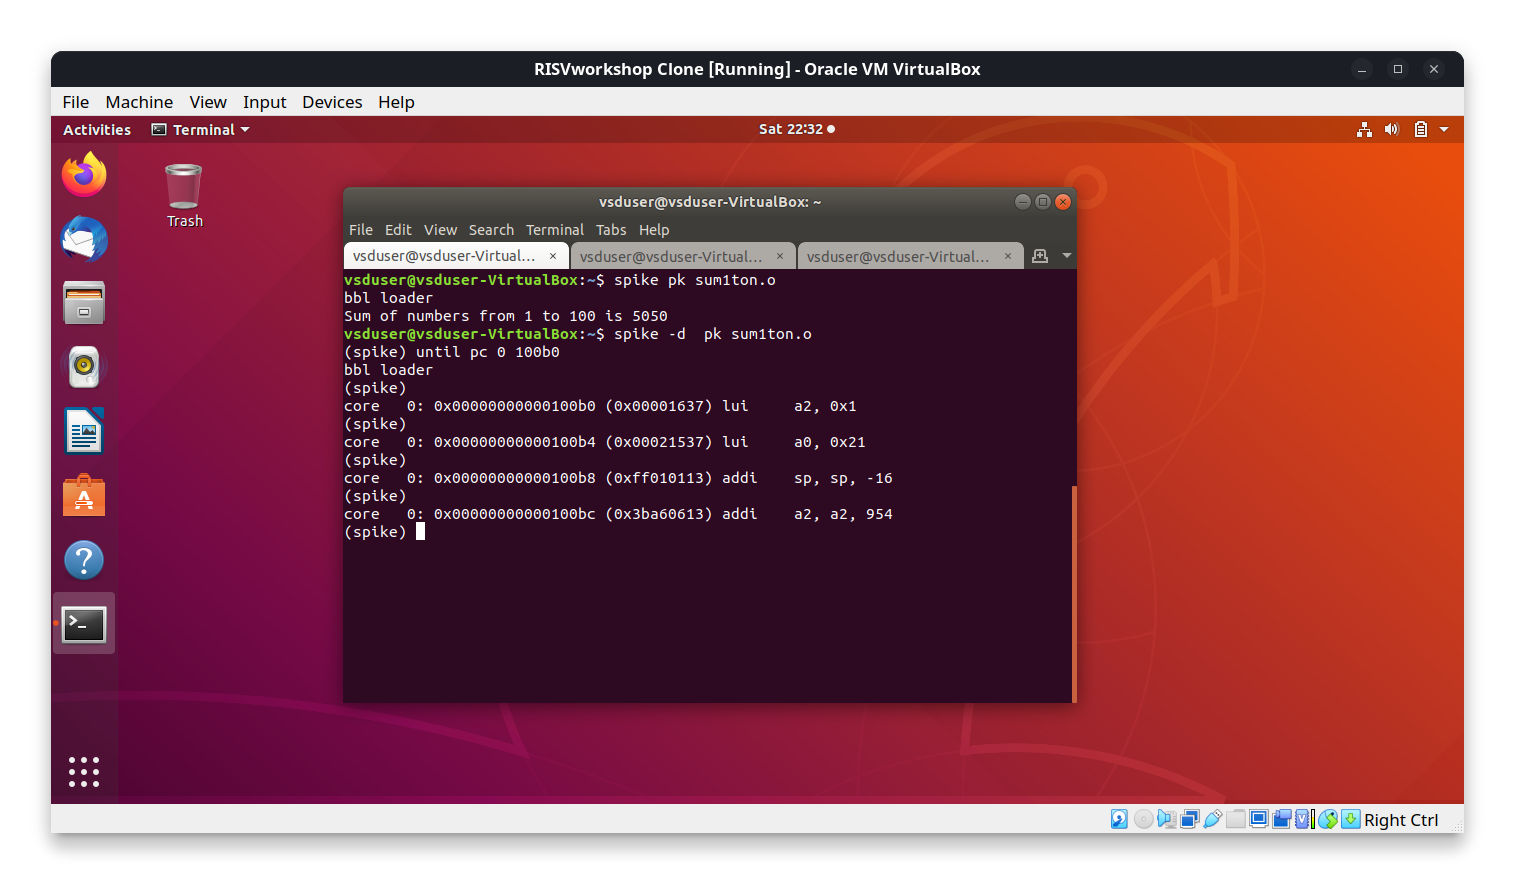 RISVworkshop Clone [Running] - Oracle VM VirtualBox
File Machine View Input Devices Help
Activities Terminal Sat 22:32
Trash
vsduser@vsduser-VirtualBox: ~
File Edit View Search Terminal Tabs Help
vsduser@vsduser-Virtual... × vsduser@vsduser-Virtual... × vsduser@vsduser-Virtual... ×
vsduser@vsduser-VirtualBox:~$ spike pk sum1ton.o
bbl loader
Sum of numbers from 1 to 100 is 5050
vsduser@vsduser-VirtualBox:~$ spike -d  pk sum1ton.o
(spike) until pc 0 100b0
bbl loader
(spike)
core   0: 0x00000000000100b0 (0x00001637) lui     a2, 0x1
(spike)
core   0: 0x00000000000100b4 (0x00021537) lui     a0, 0x21
(spike)
core   0: 0x00000000000100b8 (0xff010113) addi    sp, sp, -16
(spike)
core   0: 0x00000000000100bc (0x3ba60613) addi    a2, a2, 954
(spike)
Right Ctrl